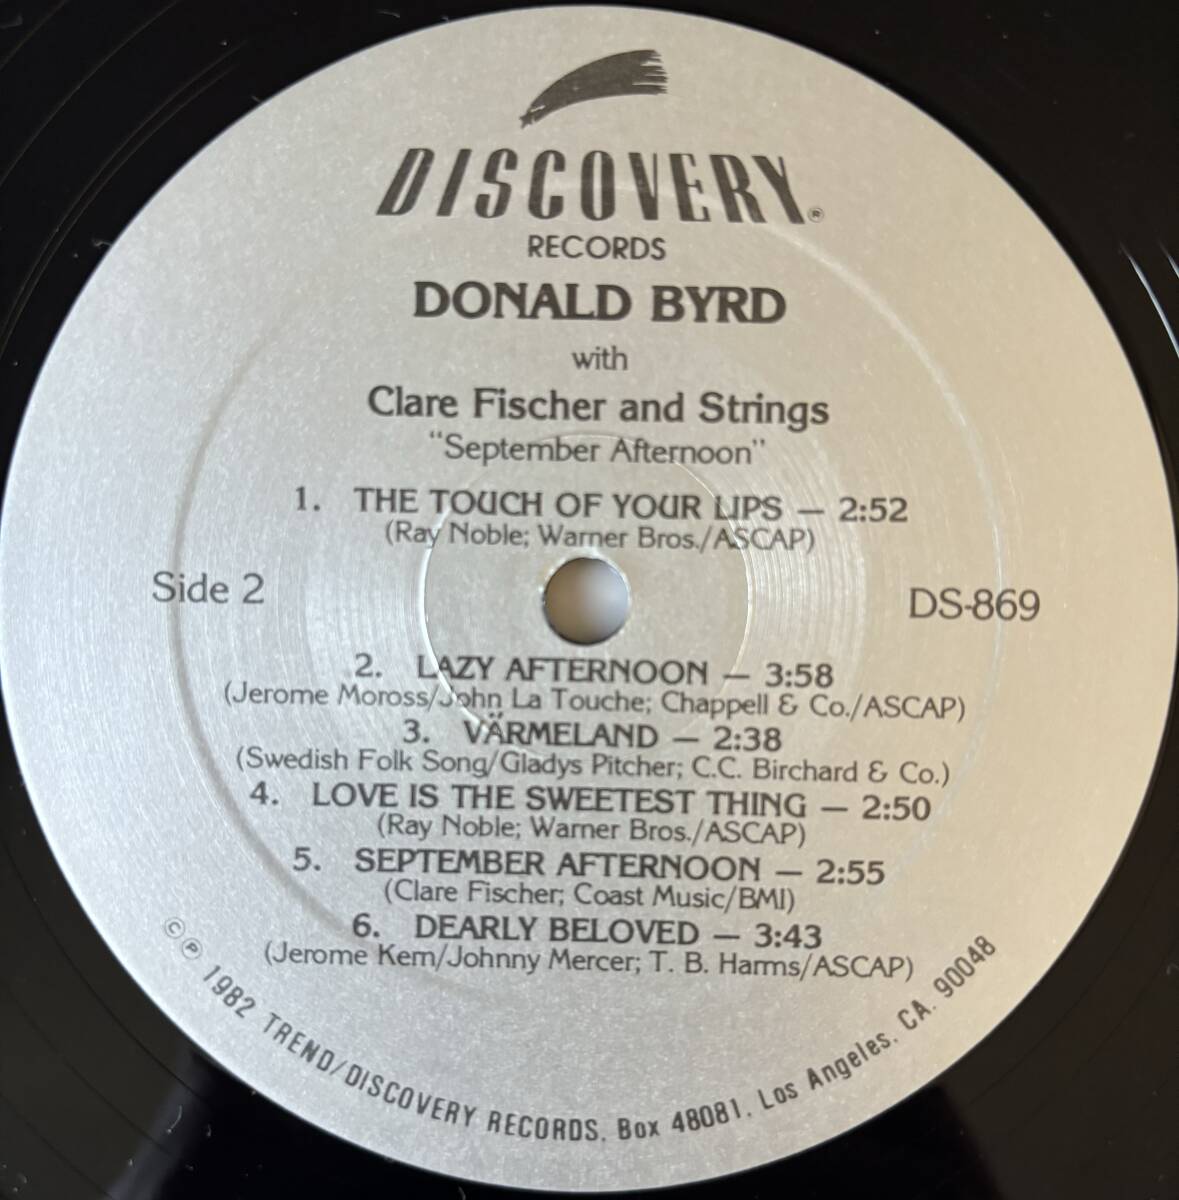 DISCOVERY®
RECORDS
DONALD BYRD
with
Clare Fischer and Strings
"September Afternoon"
1. THE TOUCH OF YOUR LIPS — 2:52
(Ray Noble; Warner Bros./ASCAP)
Side 2
DS-869
2. LAZY AFTERNOON — 3:58
(Jerome Moross/John La Touche; Chappell & Co./ASCAP)
3. VÄRMELAND — 2:38
(Swedish Folk Song/Gladys Pitcher; C.C. Birchard & Co.)
4. LOVE IS THE SWEETEST THING — 2:50
(Ray Noble; Warner Bros./ASCAP)
5. SEPTEMBER AFTERNOON — 2:55
(Clare Fischer; Coast Music/BMI)
6. DEARLY BELOVED — 3:43
(Jerome Kern/Johnny Mercer; T. B. Harms/ASCAP)
© ℗ 1982 TREND/DISCOVERY RECORDS. Box 48081. Los Angeles. CA. 90048